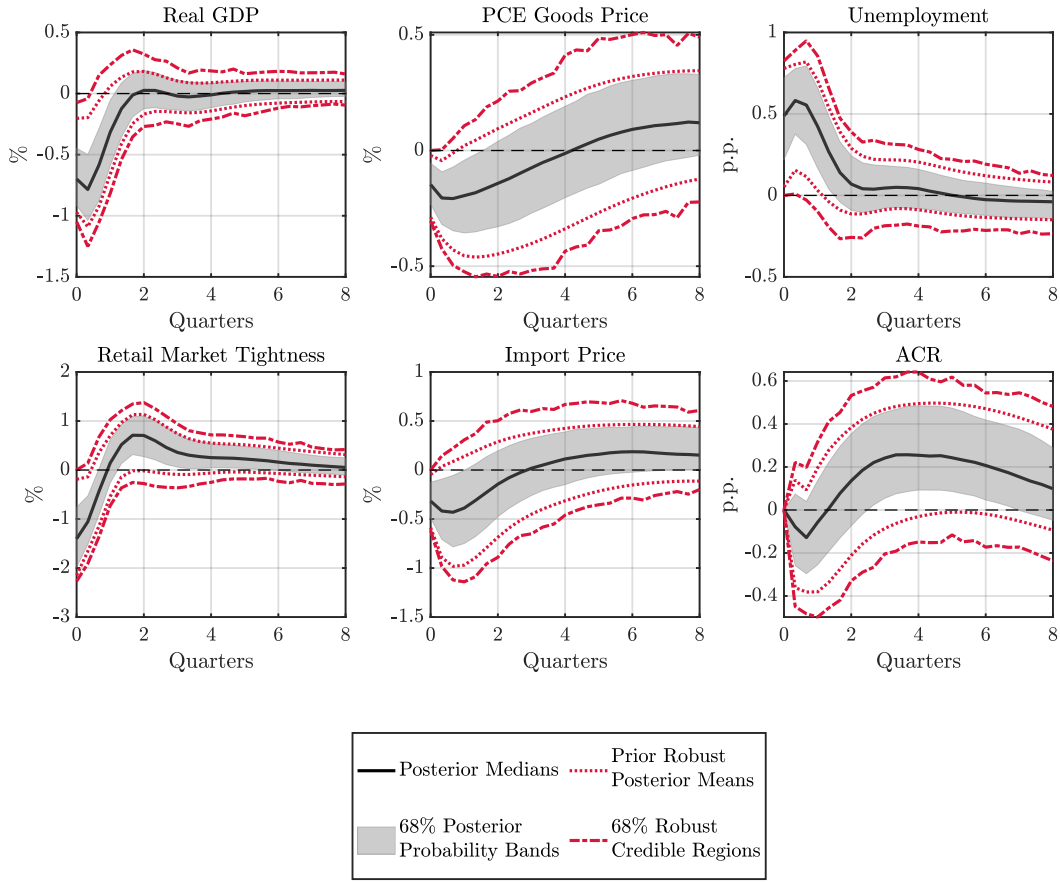 Real GDP
PCE Goods Price
Unemployment
0.5
0
-0.5
-1
-1.5
%
0 2 4 6 8
Quarters
0.5
0
-0.5
%
0 2 4 6 8
Quarters
1
0.5
0
-0.5
p.p.
0 2 4 6 8
Quarters
Retail Market Tightness
Import Price
ACR
2
1
0
-1
-2
-3
%
0 2 4 6 8
Quarters
1
0.5
0
-0.5
-1
-1.5
%
0 2 4 6 8
Quarters
0.6
0.4
0.2
0
-0.2
-0.4
p.p.
0 2 4 6 8
Quarters
Posterior Medians
Prior Robust
Posterior Means
68% Posterior
Probability Bands
68% Robust
Credible Regions